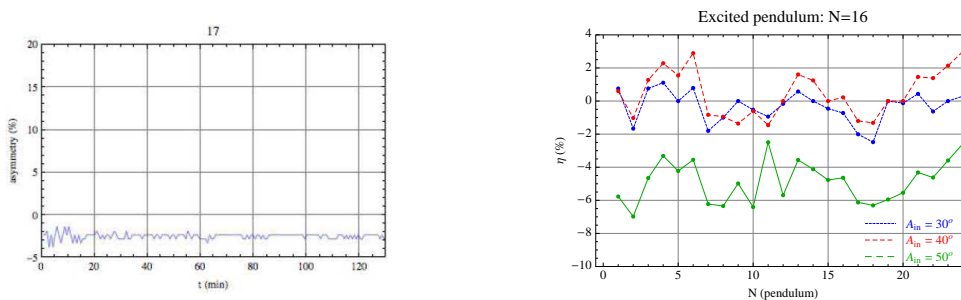 17
20
15
10
5
0
−5
asymmetry (%)
0 20 40 60 80 100 120
t (min)
Excited pendulum: N=16
4
2
0
−2
−4
−6
−8
−10
η (%)
A_in = 30°
A_in = 40°
A_in = 50°
0 5 10 15 20
N (pendulum)